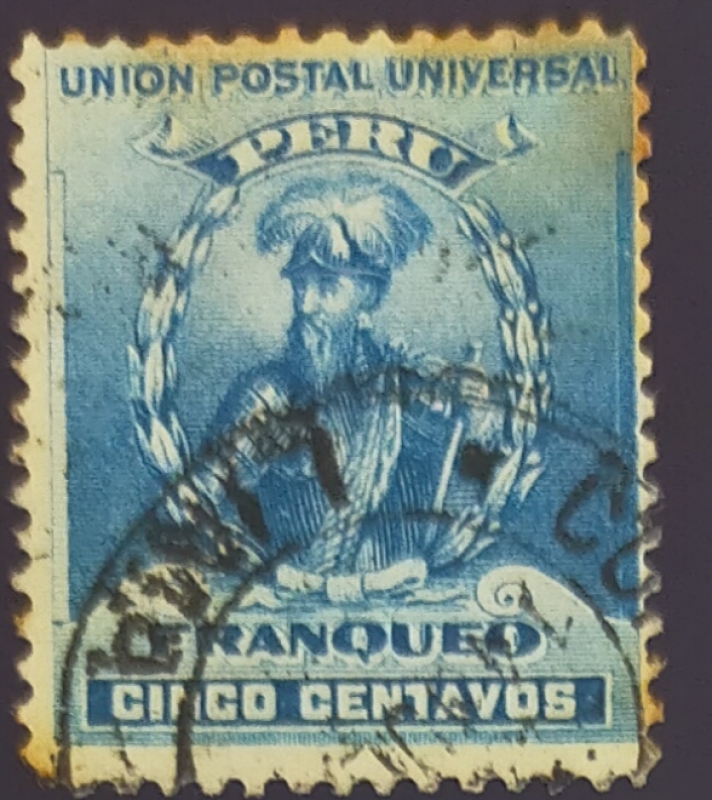 UNION POSTAL UNIVERSAL
PERU
FRANQUEO
CINCO CENTAVOS